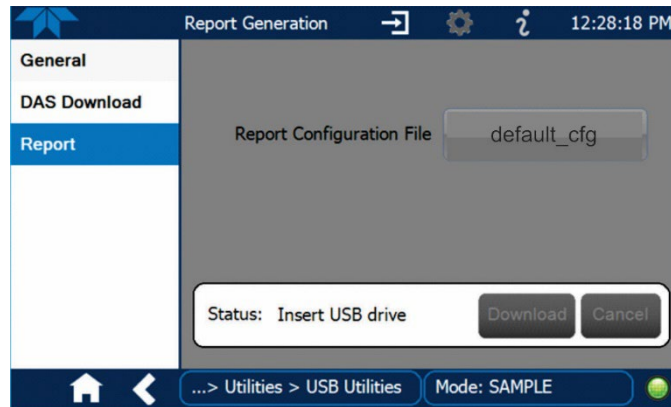 Report Generation
12:28:18 PM
General
DAS Download
Report
Report Configuration File
default_cfg
Status: Insert USB drive
Download
Cancel
...> Utilities > USB Utilities
Mode: SAMPLE